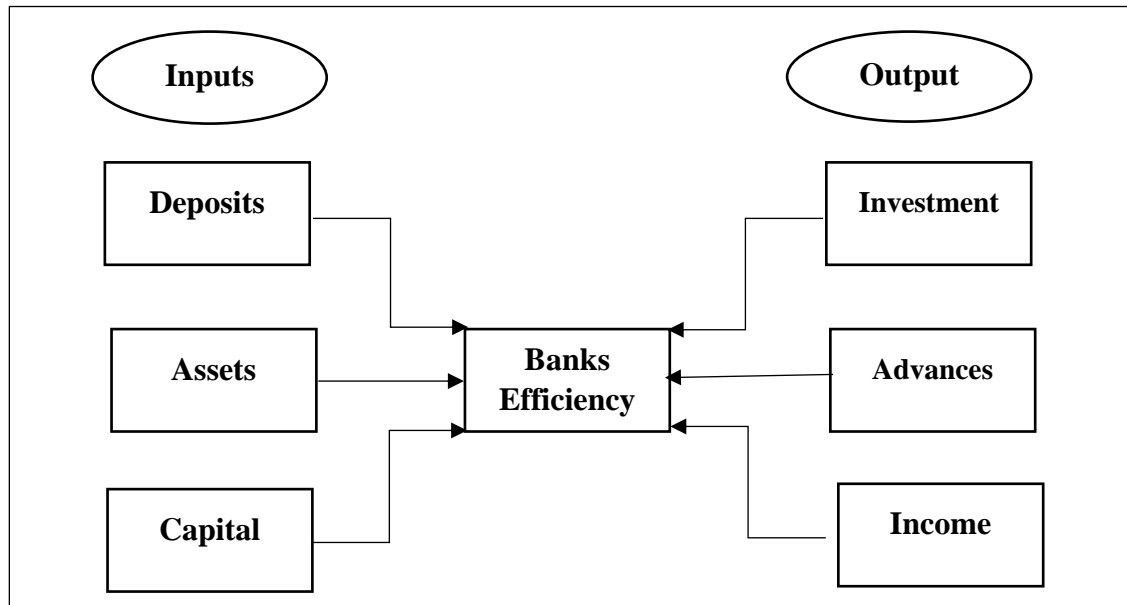 Inputs
Output
Deposits
Investment
Assets
Banks
Efficiency
Advances
Capital
Income